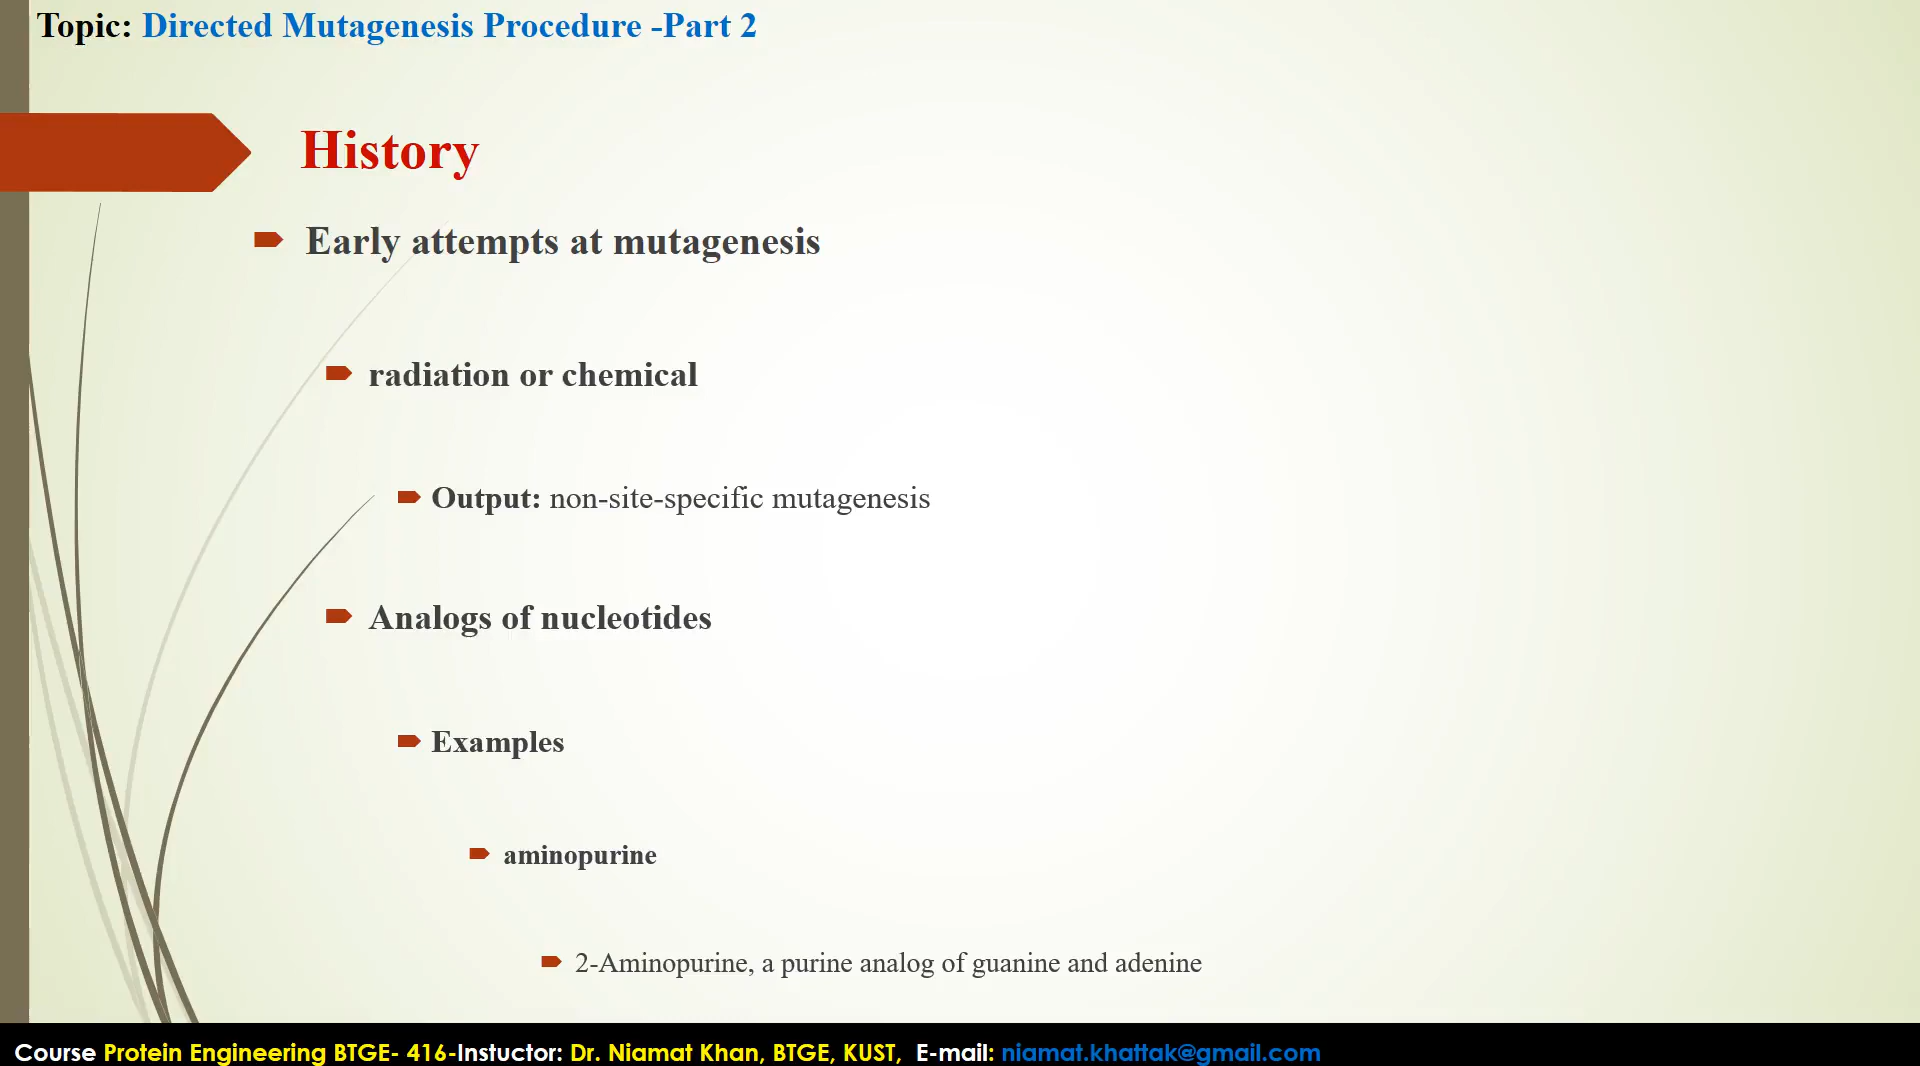 Topic: Directed Mutagenesis Procedure -Part 2
History
Early attempts at mutagenesis
radiation or chemical
Output: non-site-specific mutagenesis
Analogs of nucleotides
Examples
aminopurine
2-Aminopurine, a purine analog of guanine and adenine
Course Protein Engineering BTGE- 416-Instuctor: Dr. Niamat Khan, BTGE, KUST, E-mail: niamat.khattak@gmail.com